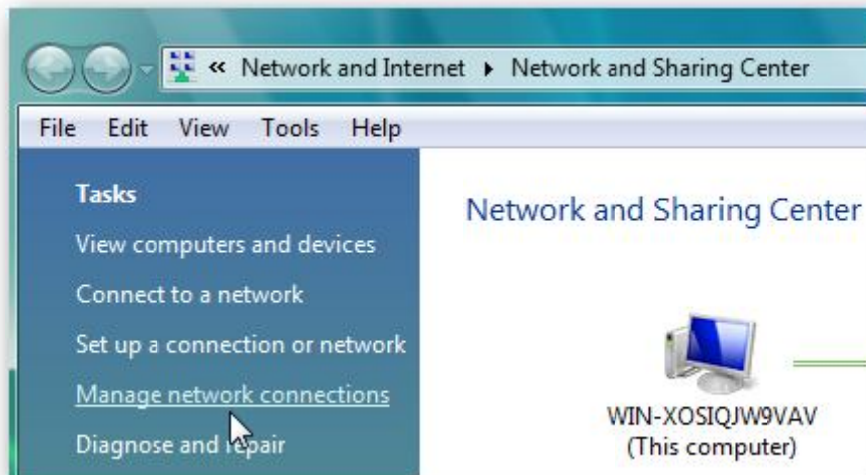 « Network and Internet ▸ Network and Sharing Center
File Edit View Tools Help
Tasks
View computers and devices
Connect to a network
Set up a connection or network
Manage network connections
Diagnose and repair
Network and Sharing Center
WIN-XOSIQJW9VAV
(This computer)